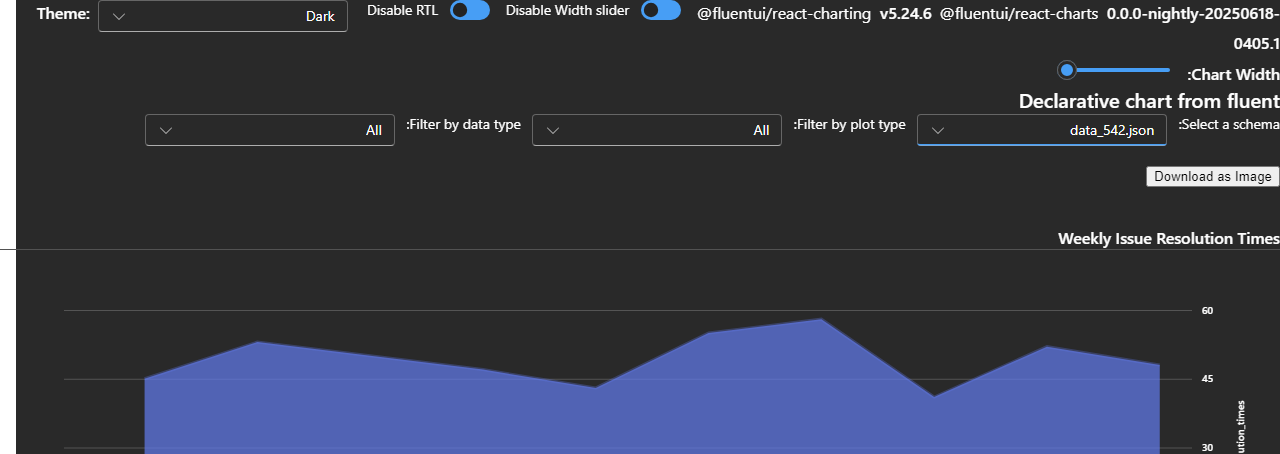 Theme: Dark Disable RTL Disable Width slider @fluentui/react-charting v5.24.6 @fluentui/react-charts 0.0.0-nightly-20250618-
0405.1
:Chart Width
Declarative chart from fluent
:Select a schema data_542.json :Filter by plot type All :Filter by data type All
Download as Image
Weekly Issue Resolution Times
60
45
30